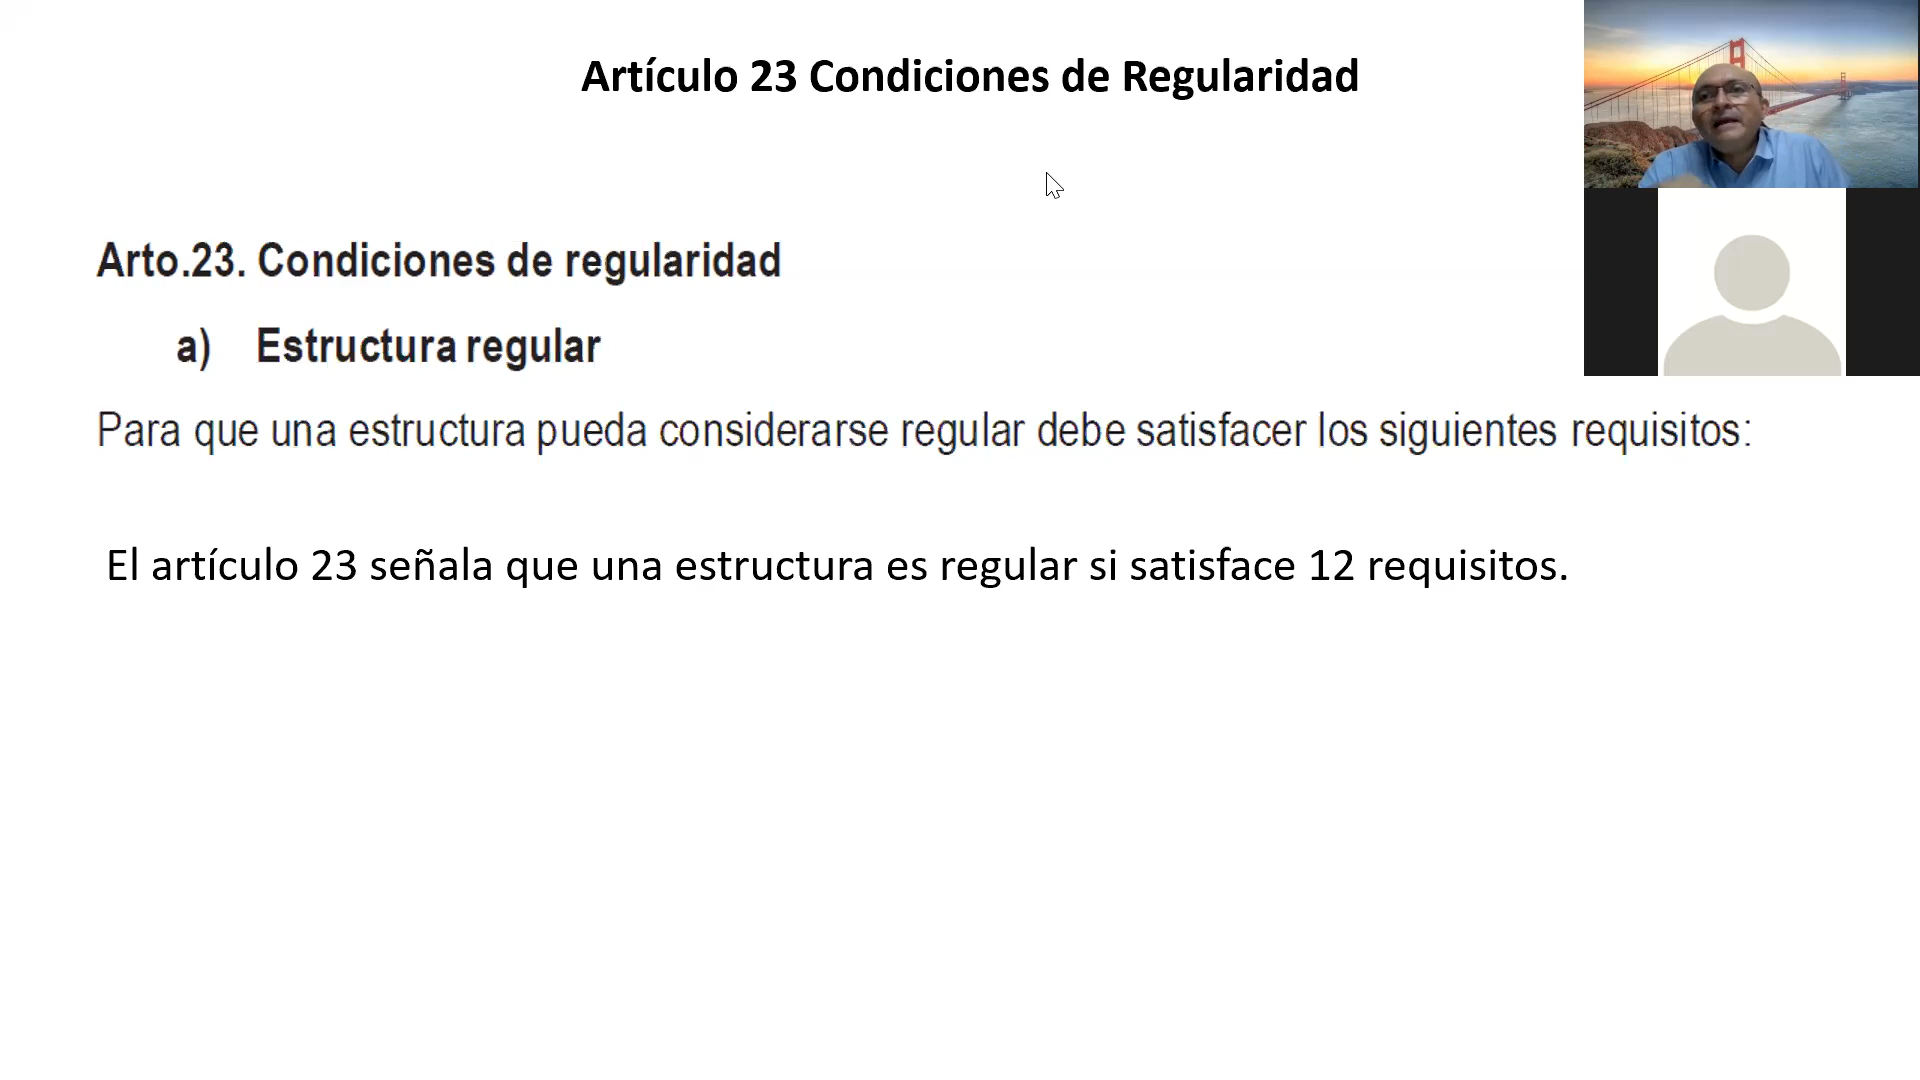 Artículo 23 Condiciones de Regularidad
Arto.23. Condiciones de regularidad
a) Estructura regular
Para que una estructura pueda considerarse regular debe satisfacer los siguientes requisitos:
El artículo 23 señala que una estructura es regular si satisface 12 requisitos.